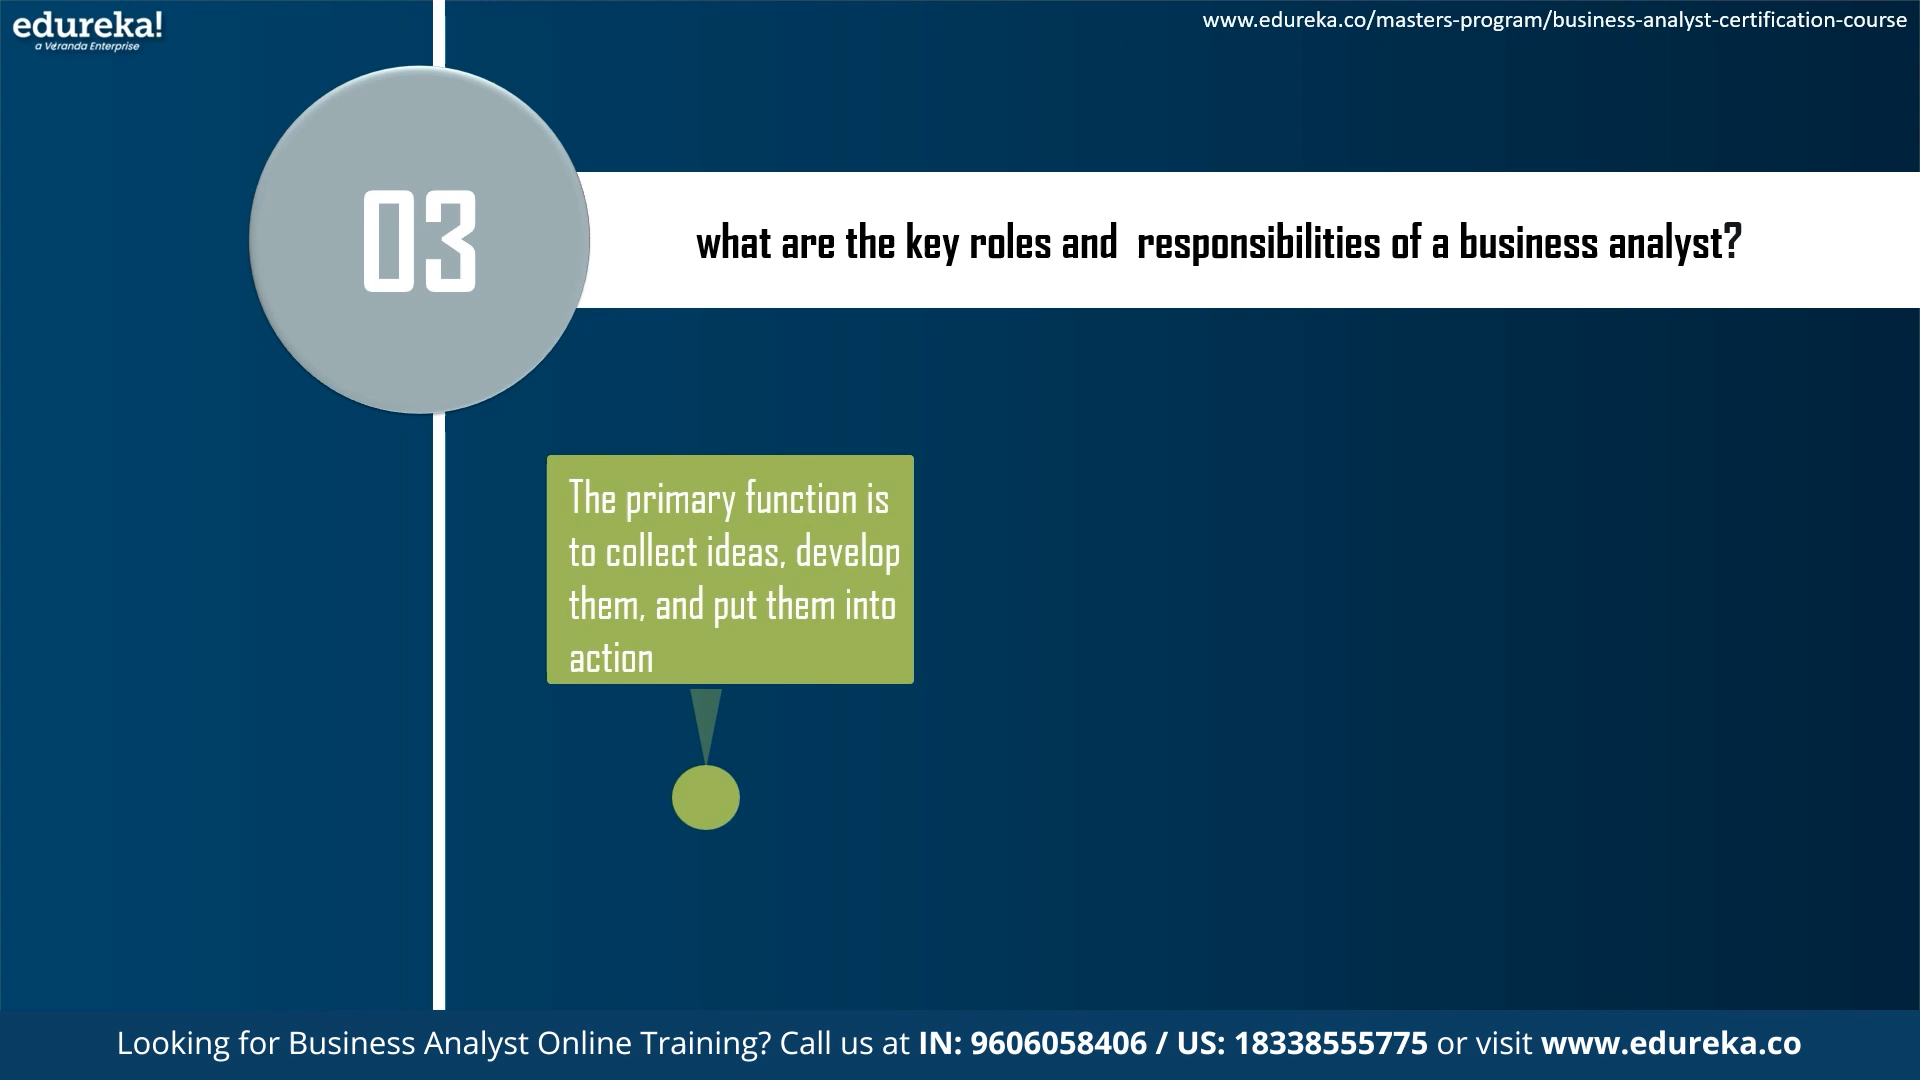 edureka!
a Veranda Enterprise
www.edureka.co/masters-program/business-analyst-certification-course
03
what are the key roles and responsibilities of a business analyst?
The primary function is
to collect ideas, develop
them, and put them into
action
Looking for Business Analyst Online Training? Call us at IN: 9606058406 / US: 18338555775 or visit www.edureka.co